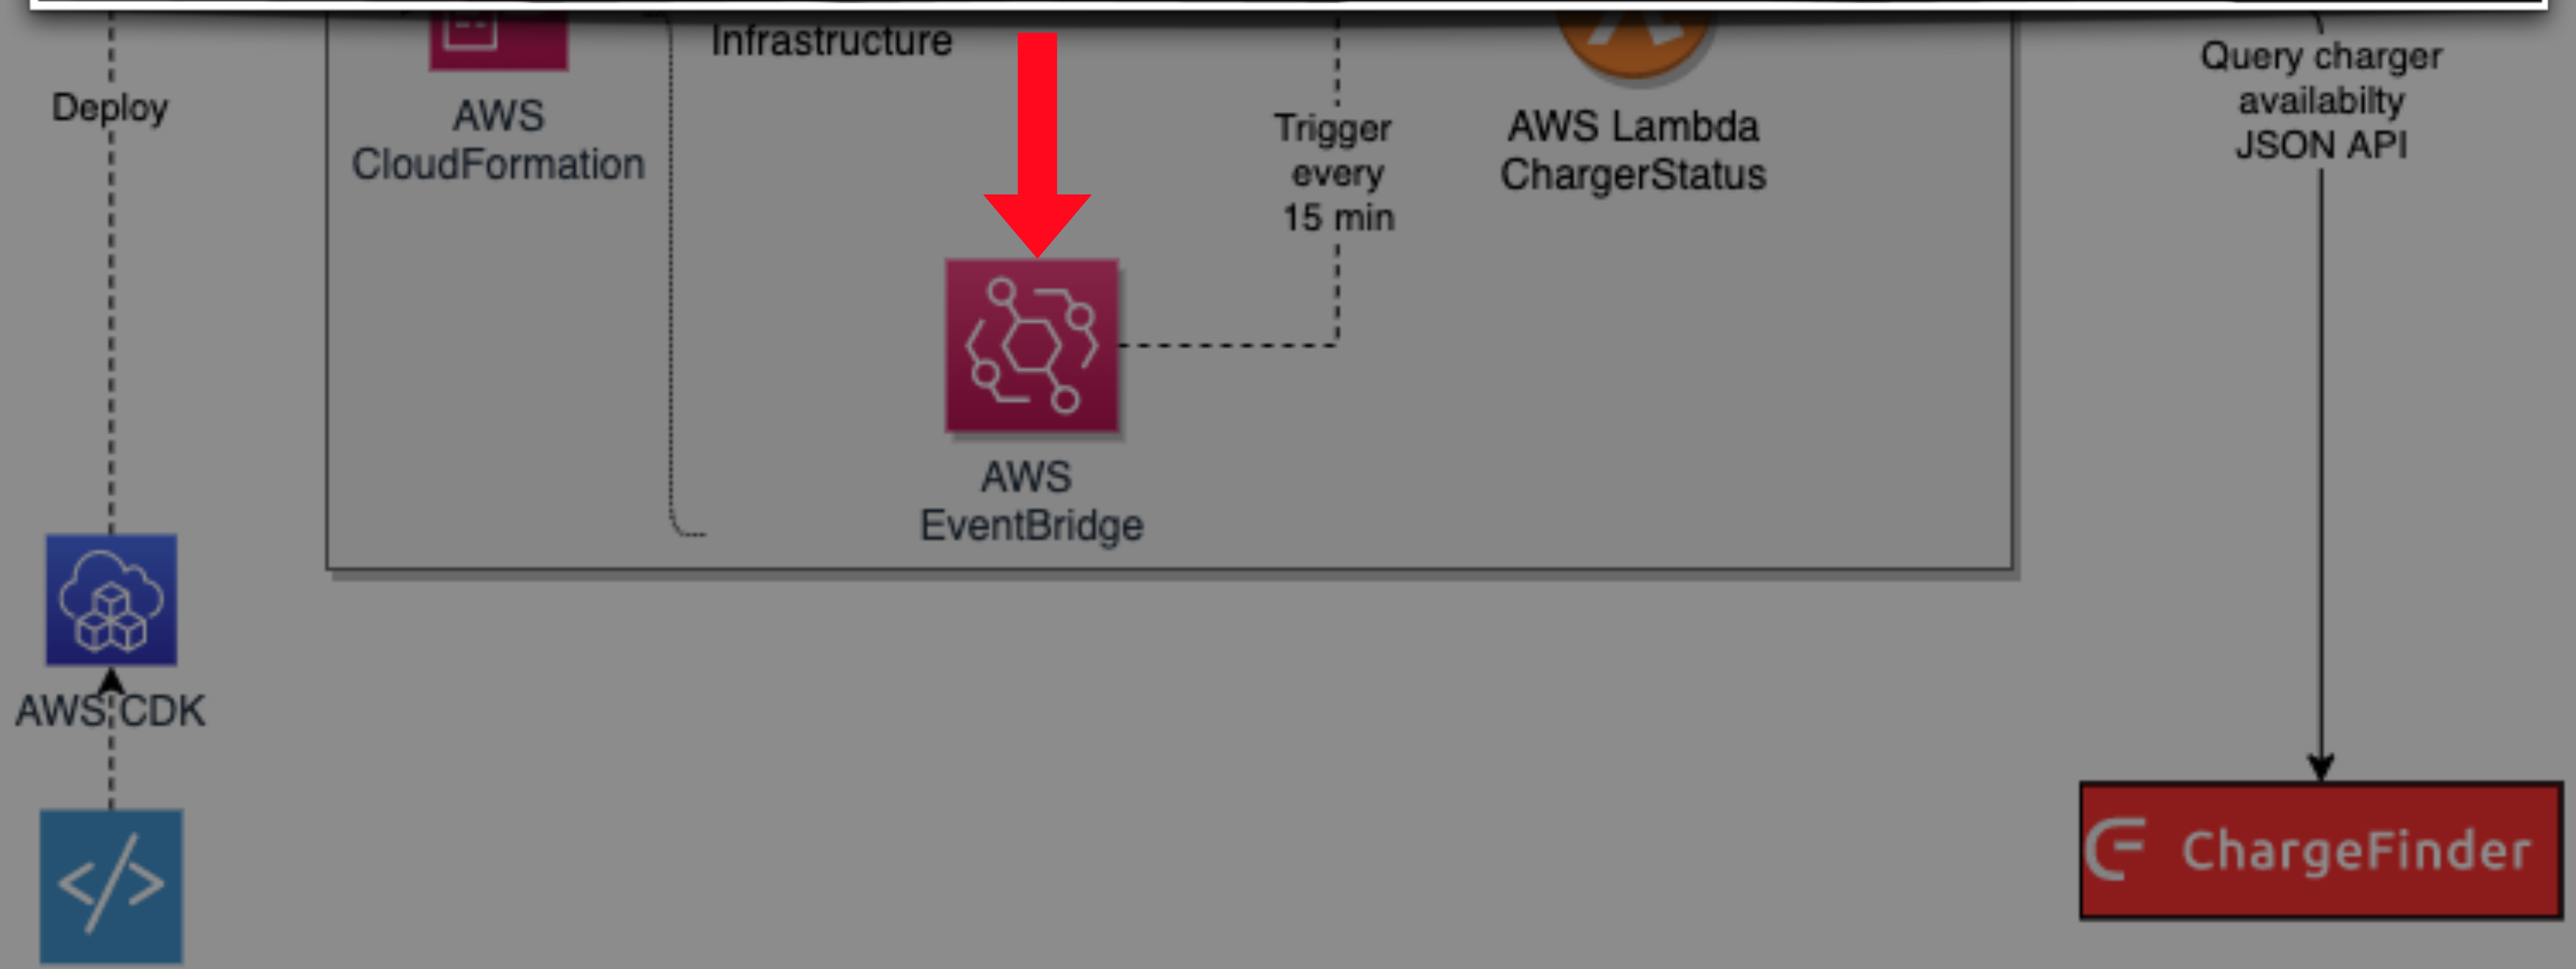 Infrastructure
Deploy
AWS
CloudFormation
Trigger
every
15 min
AWS Lambda
ChargerStatus
Query charger
availabilty
JSON API
AWS
EventBridge
AWS CDK
</>
ChargeFinder